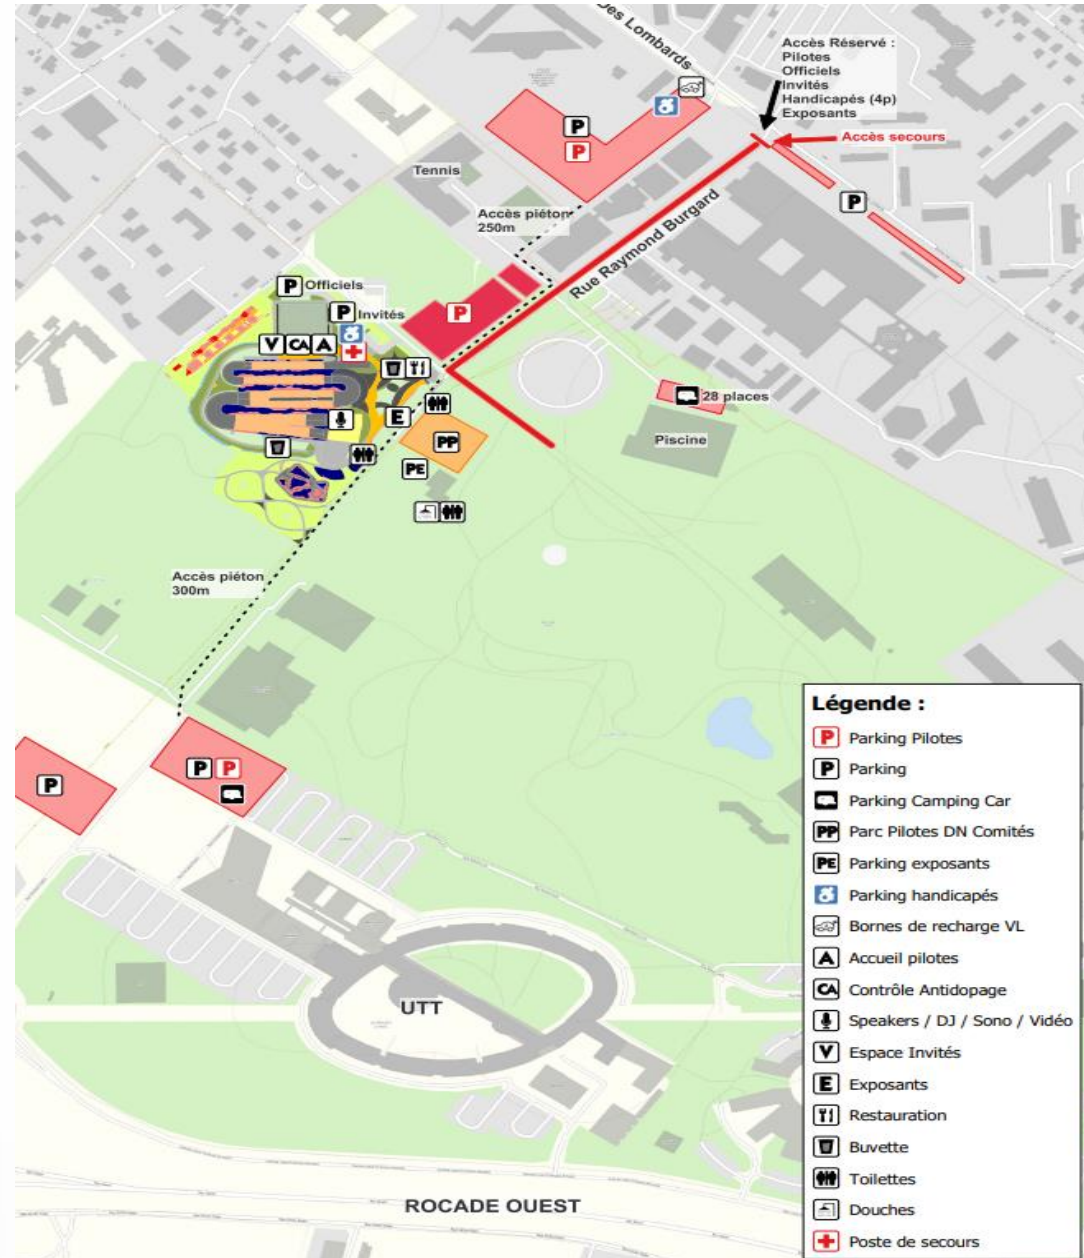 Des Lombards
Accès Réservé :
Pilotes
Officiels
Invités
Handicapés (4p)
Exposants
Accès secours
P
P
P
Tennis
Accès piéton
250m
Rue Raymond Burgard
P Officiels
P Invités
P
V CA A
28 places
Piscine
E
PP
PE
Accès piéton
300m
P
P P
UTT
ROCADE OUEST
Légende :
P Parking Pilotes
P Parking
Parking Camping Car
PP Parc Pilotes DN Comités
PE Parking exposants
Parking handicapés
Bornes de recharge VL
A Accueil pilotes
CA Contrôle Antidopage
Speakers / DJ / Sono / Vidéo
V Espace Invités
E Exposants
Restauration
Buvette
Toilettes
Douches
Poste de secours